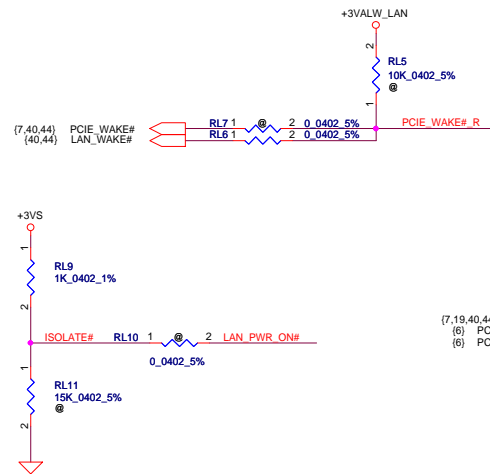 +3VALW_LAN
2
RL5
10K_0402_5%
@
1
{7,40,44} PCIE_WAKE# RL7 1 @ 2 0_0402_5% PCIE_WAKE#_R
{40,44} LAN_WAKE# RL6 1 2 0_0402_5%
+3VS
1
RL9
1K_0402_1%
2
ISOLATE# RL10 1 @ 2 LAN_PWR_ON#
0_0402_5%
{7,19,40,44
{6} PC
{6} PC
1
RL11
15K_0402_5%
@
2